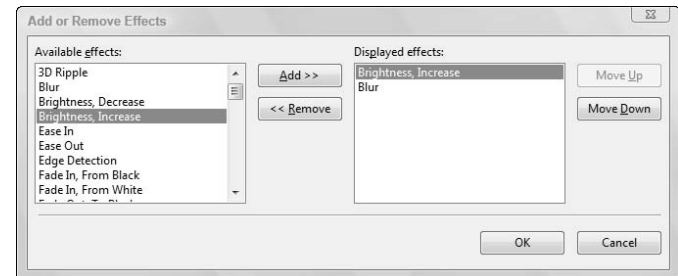 Add or Remove Effects
Available effects:
3D Ripple
Blur
Brightness, Decrease
Brightness, Increase
Ease In
Ease Out
Edge Detection
Fade In, From Black
Fade In, From White
Add >>
<< Remove
Displayed effects:
Brightness, Increase
Blur
Move Up
Move Down
OK
Cancel